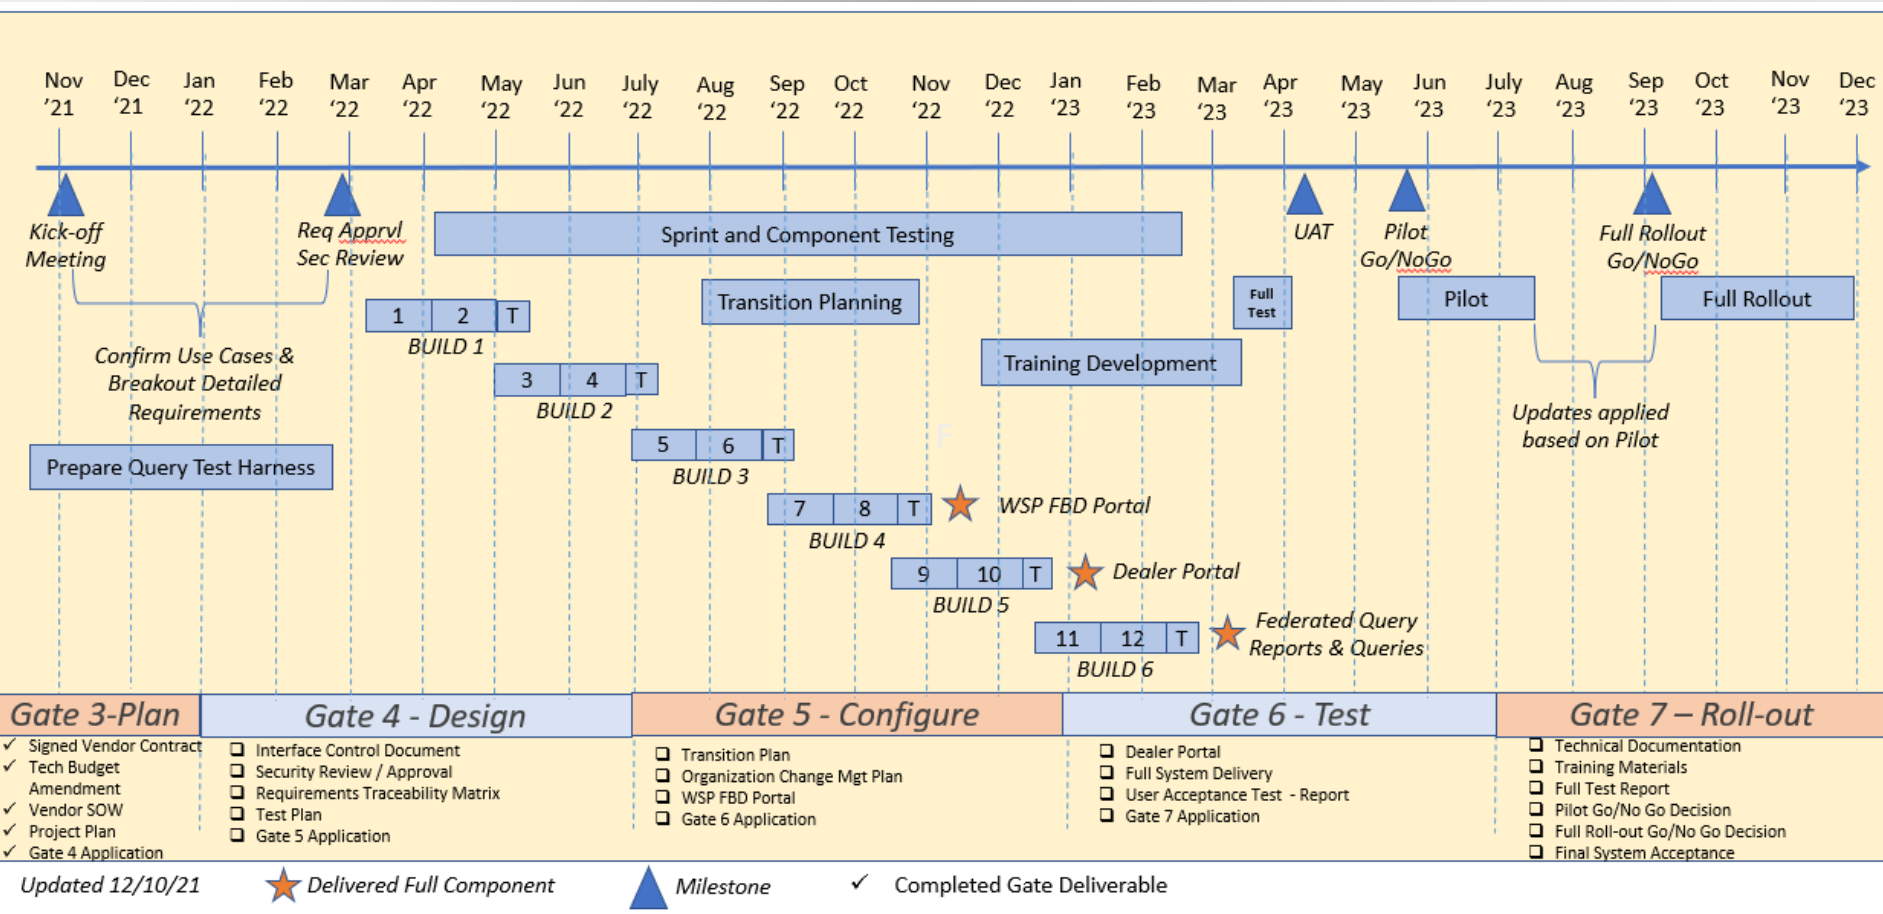 Nov Dec Jan Feb Mar Apr May Jun July Aug Sep Oct Nov Dec Jan Feb Mar Apr May Jun July Aug Sep Oct Nov Dec
‘21 ‘21 ‘22 ‘22 ‘22 ‘22 ‘22 ‘22 ‘22 ‘22 ‘22 ‘22 ‘22 ‘22 ‘23 ‘23 ‘23 ‘23 ‘23 ‘23 ‘23 ‘23 ‘23 ‘23 ‘23 ‘23
Kick-off
Meeting
Req Apprvl
Sec Review
Sprint and Component Testing
UAT
Pilot
Go/NoGo
Full Rollout
Go/NoGo
Transition Planning
Full
Test
Pilot
Full Rollout
1 2 T
BUILD 1
Confirm Use Cases &
Breakout Detailed
Requirements
Training Development
3 4 T
BUILD 2
Updates applied
based on Pilot
5 6 T
BUILD 3
F
Prepare Query Test Harness
7 8 T
BUILD 4
WSP FBD Portal
9 10 T
BUILD 5
Dealer Portal
11 12 T
BUILD 6
Federated Query
Reports & Queries
Gate 3-Plan
✓ Signed Vendor Contract
✓ Tech Budget
Amendment
✓ Vendor SOW
✓ Project Plan
✓ Gate 4 Application
Gate 4 - Design
❑ Interface Control Document
❑ Security Review / Approval
❑ Requirements Traceability Matrix
❑ Test Plan
❑ Gate 5 Application
Gate 5 - Configure
❑ Transition Plan
❑ Organization Change Mgt Plan
❑ WSP FBD Portal
❑ Gate 6 Application
Gate 6 - Test
❑ Dealer Portal
❑ Full System Delivery
❑ User Acceptance Test - Report
❑ Gate 7 Application
Gate 7 – Roll-out
❑ Technical Documentation
❑ Training Materials
❑ Full Test Report
❑ Pilot Go/No Go Decision
❑ Full Roll-out Go/No Go Decision
❑ Final System Acceptance
Updated 12/10/21
Delivered Full Component
Milestone
✓ Completed Gate Deliverable